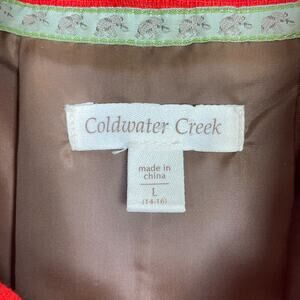 Coldwater Creek
made in
china
L
(14-16)